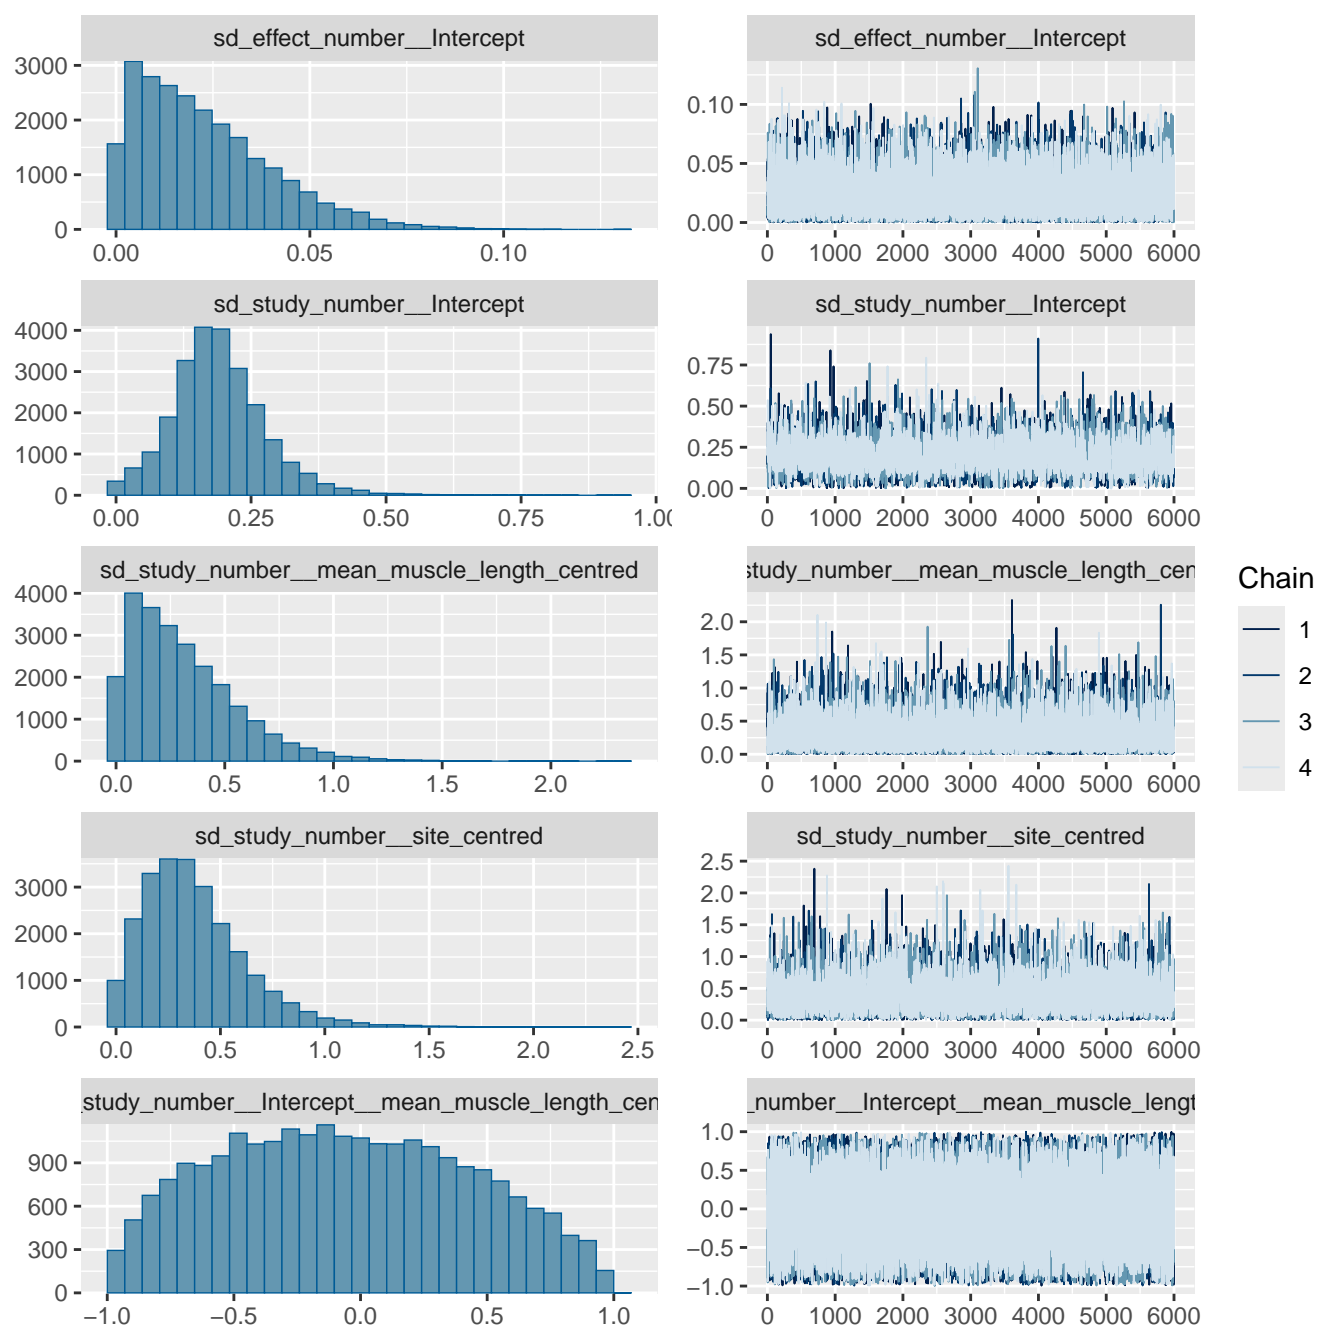 sd_effect_number__Intercept
sd_effect_number__Intercept
3000
2000
1000
0
0.00 0.05 0.10
0.10
0.05
0.00
0 1000 2000 3000 4000 5000 6000
sd_study_number__Intercept
sd_study_number__Intercept
4000
3000
2000
1000
0
0.00 0.25 0.50 0.75 1.00
0.75
0.50
0.25
0.00
0 1000 2000 3000 4000 5000 6000
sd_study_number__mean_muscle_length_centred
study_number__mean_muscle_length_cen
4000
3000
2000
1000
0
0.0 0.5 1.0 1.5 2.0
2.0
1.5
1.0
0.5
0.0
0 1000 2000 3000 4000 5000 6000
sd_study_number__site_centred
sd_study_number__site_centred
3000
2000
1000
0
0.0 0.5 1.0 1.5 2.0 2.5
2.5
2.0
1.5
1.0
0.5
0.0
0 1000 2000 3000 4000 5000 6000
_study_number__Intercept__mean_muscle_length_cen
_number__Intercept__mean_muscle_lengt
900
600
300
0
−1.0 −0.5 0.0 0.5 1.0
1.0
0.5
0.0
−0.5
−1.0
0 1000 2000 3000 4000 5000 6000
Chain
1
2
3
4